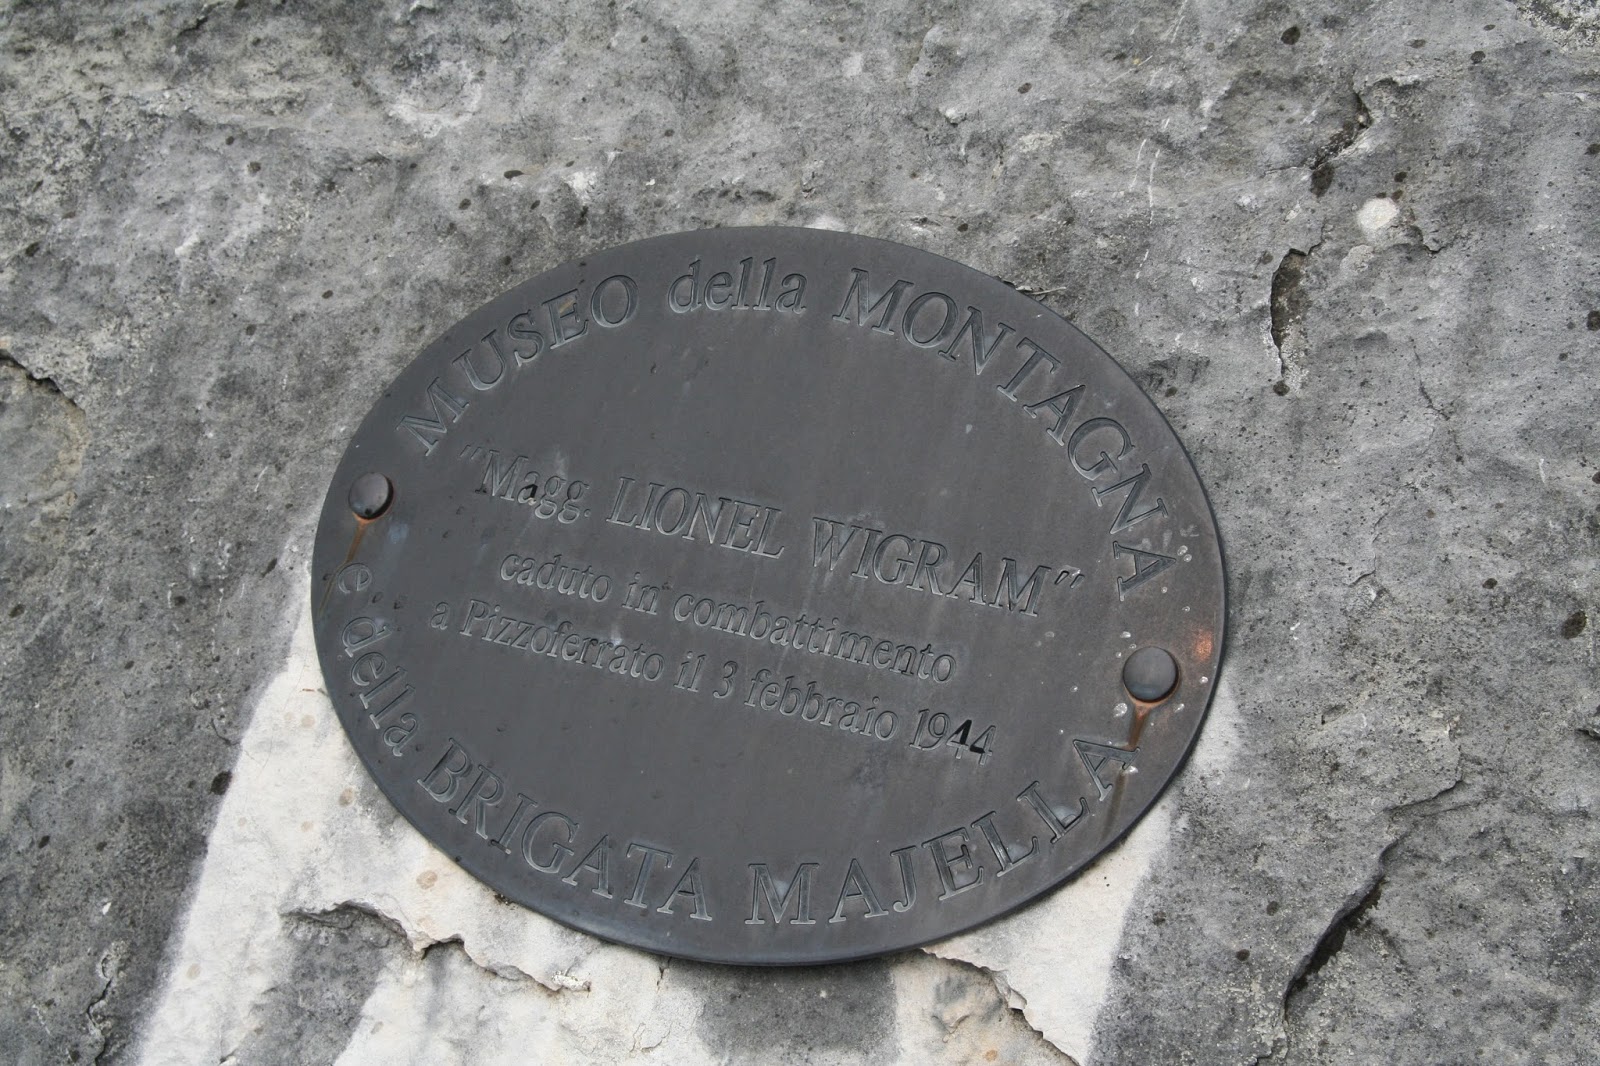 MUSEO della MONTAGNA
"Magg. LIONEL WIGRAM"
caduto in combattimento
a Pizzoferrato il 3 febbraio 1944
e della BRIGATA MAJELLA